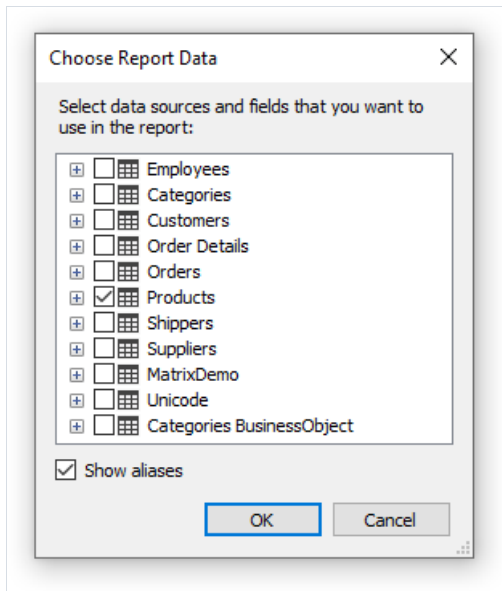 Choose Report Data
Select data sources and fields that you want to
use in the report:
Employees
Categories
Customers
Order Details
Orders
Products
Shippers
Suppliers
MatrixDemo
Unicode
Categories BusinessObject
Show aliases
OK
Cancel